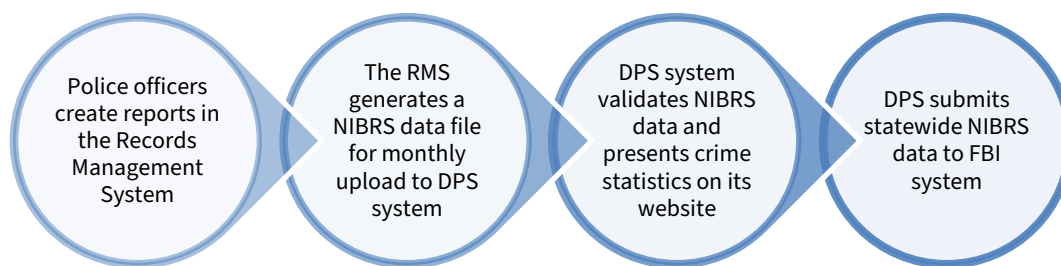 Police officers
create reports in
the Records
Management
System
The RMS
generates a
NIBRS data file
for monthly
upload to DPS
system
DPS system
validates NIBRS
data and
presents crime
statistics on its
website
DPS submits
statewide NIBRS
data to FBI
system